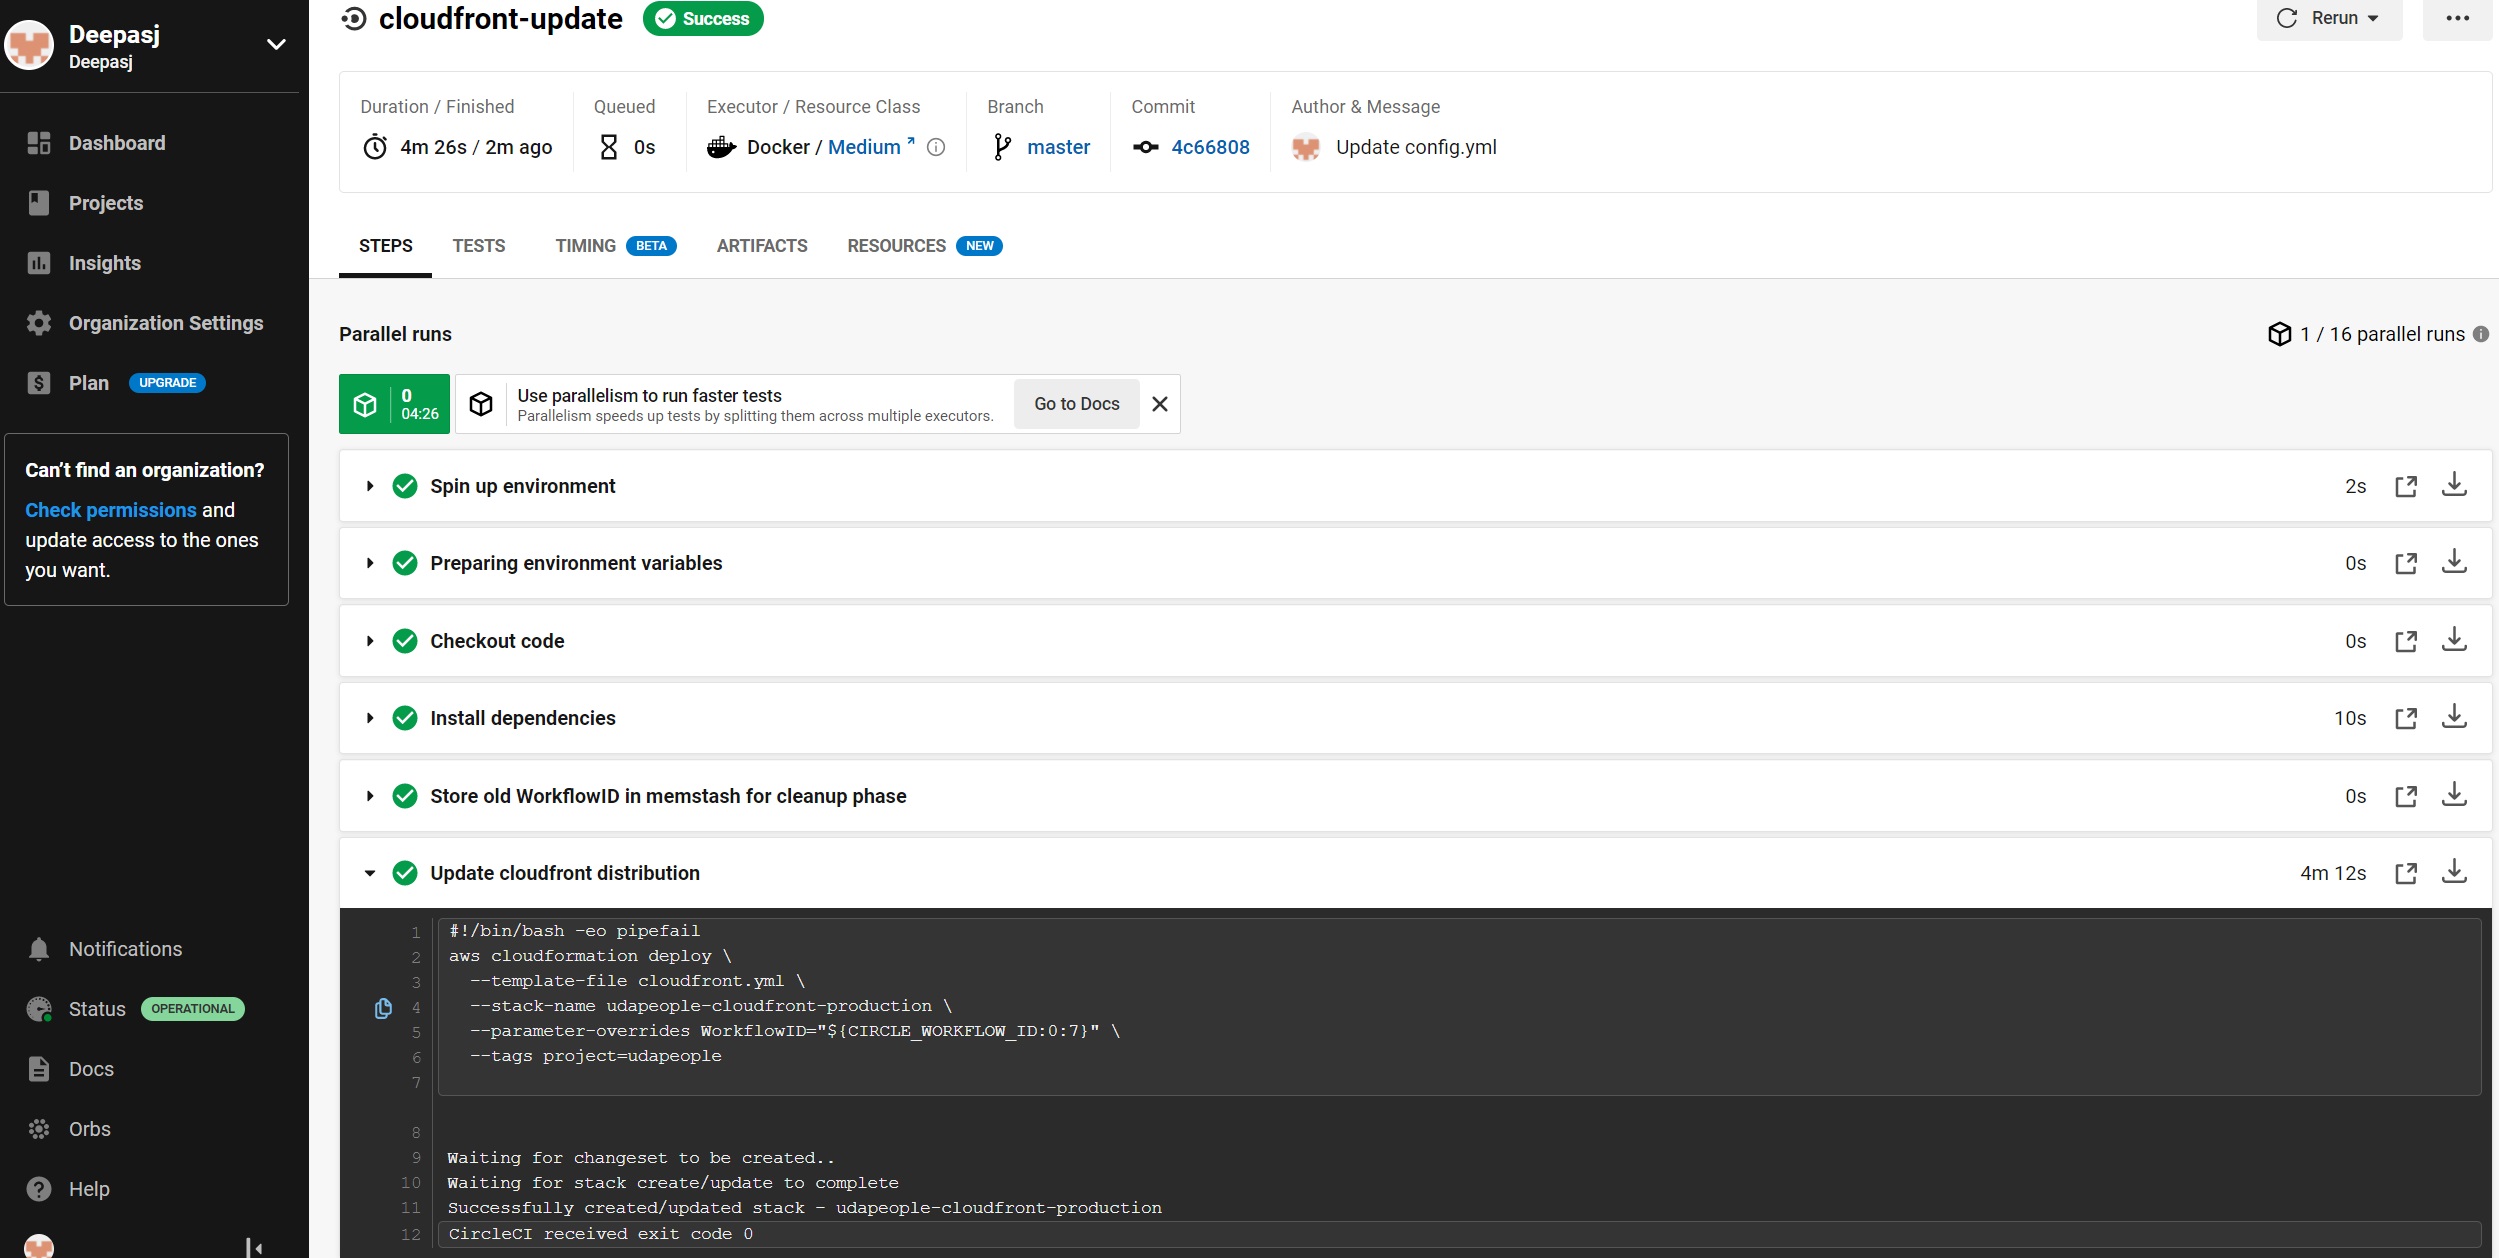 Deepasj
Deepasj
Dashboard
Projects
Insights
Organization Settings
Plan UPGRADE
Can't find an organization?
Check permissions and
update access to the ones
you want.
Notifications
Status OPERATIONAL
Docs
Orbs
Help
cloudfront-update Success
Rerun
Duration / Finished Queued Executor / Resource Class Branch Commit Author & Message
4m 26s / 2m ago 0s Docker / Medium master 4c66808 Update config.yml
STEPS TESTS TIMING BETA ARTIFACTS RESOURCES NEW
Parallel runs 1 / 16 parallel runs
0
04:26
Use parallelism to run faster tests
Parallelism speeds up tests by splitting them across multiple executors.
Go to Docs
Spin up environment 2s
Preparing environment variables 0s
Checkout code 0s
Install dependencies 10s
Store old WorkflowID in memstash for cleanup phase 0s
Update cloudfront distribution 4m 12s
1 #!/bin/bash -eo pipefail
2 aws cloudformation deploy \
3 --template-file cloudfront.yml \
4 --stack-name udapeople-cloudfront-production \
5 --parameter-overrides WorkflowID="${CIRCLE_WORKFLOW_ID:0:7}" \
6 --tags project=udapeople
7
8
9 Waiting for changeset to be created..
10 Waiting for stack create/update to complete
11 Successfully created/updated stack - udapeople-cloudfront-production
12 CircleCI received exit code 0